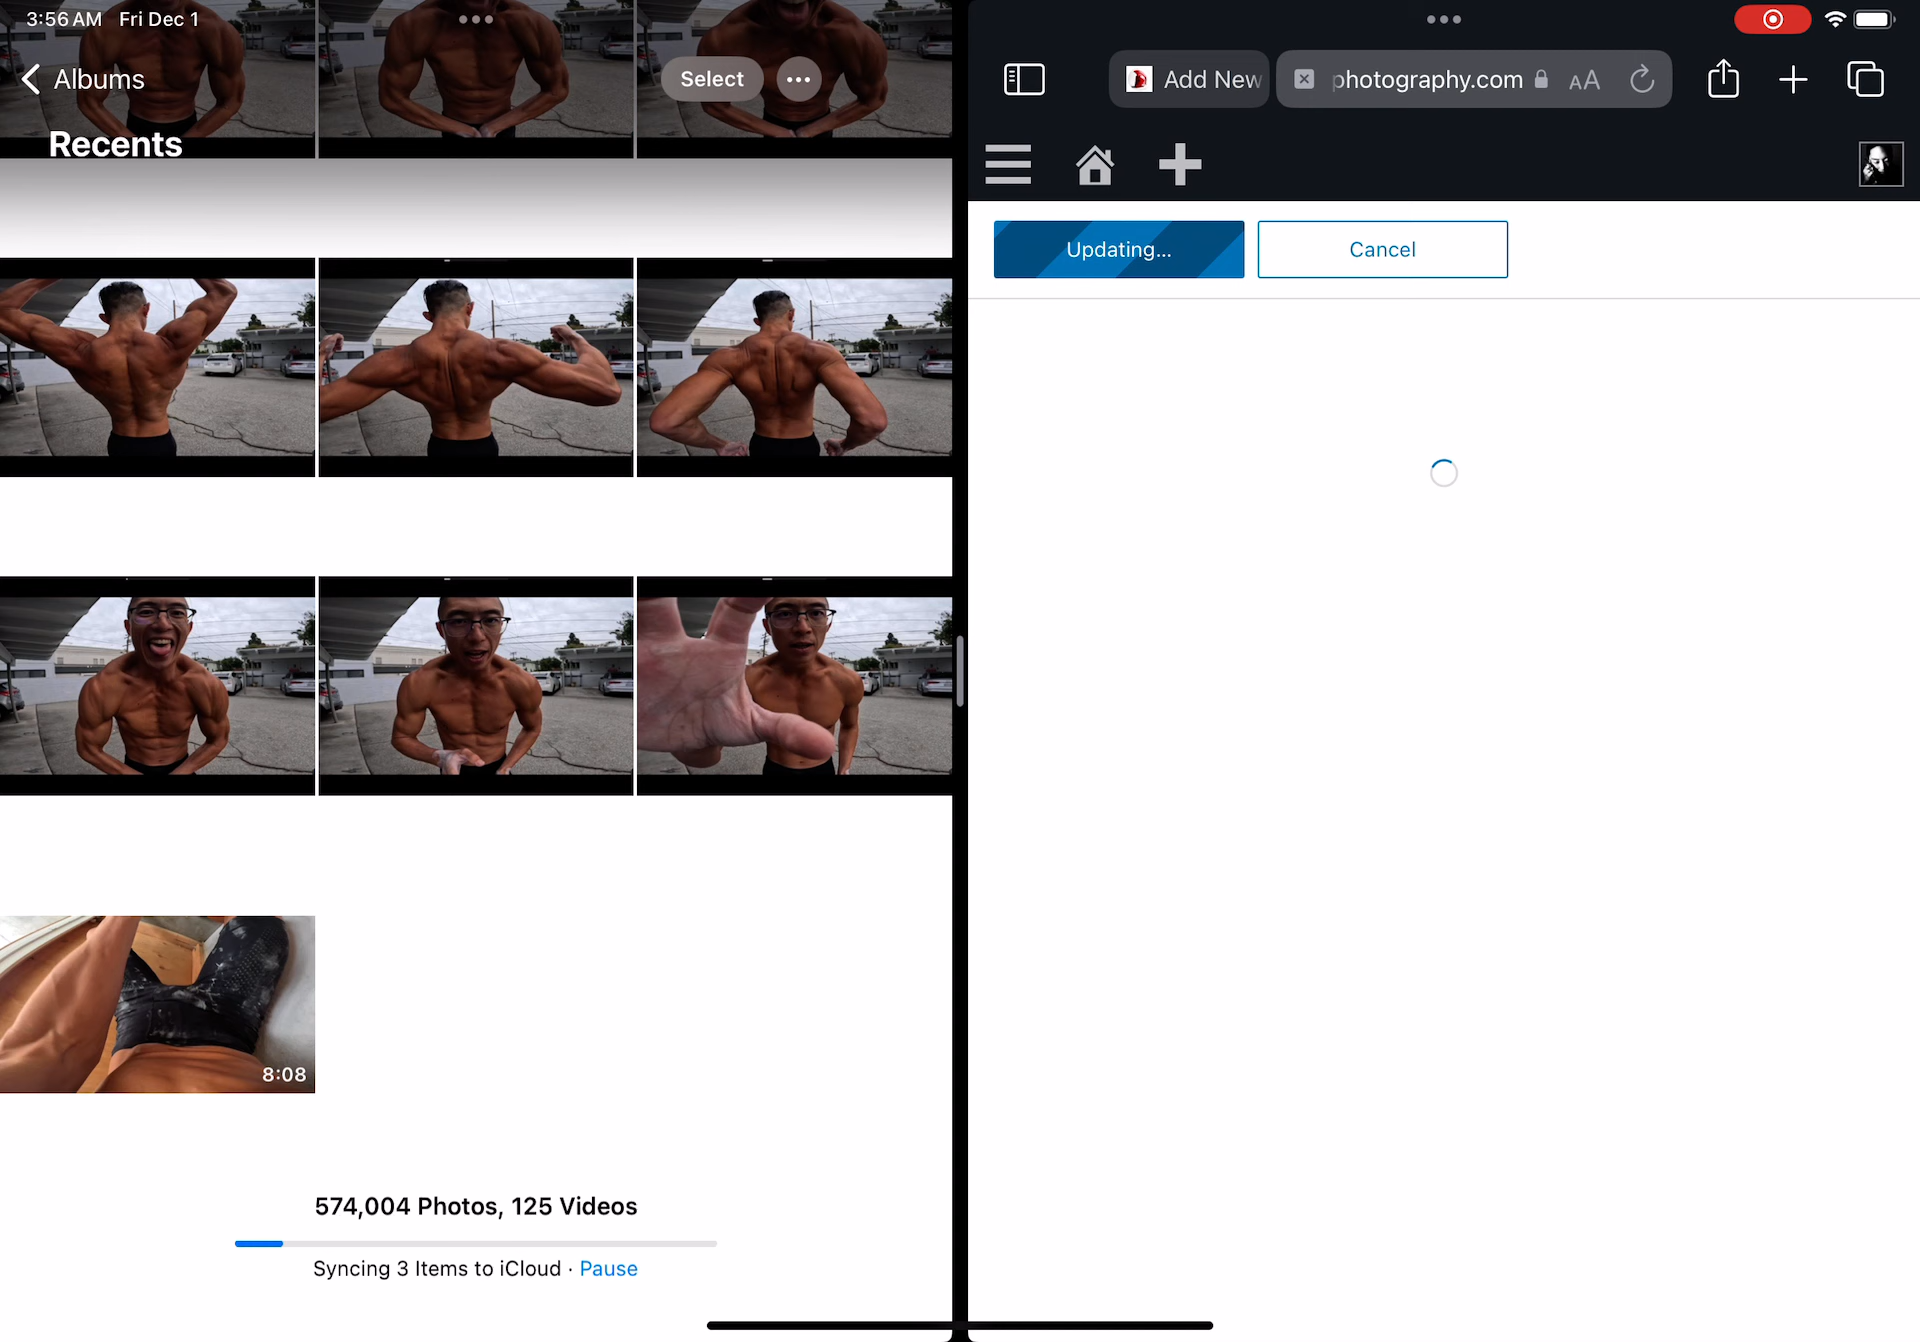 3:56 AM Fri Dec 1
Albums
Select
Recents
8:08
574,004 Photos, 125 Videos
Syncing 3 Items to iCloud · Pause
Add New
photography.com
AA
Updating...
Cancel